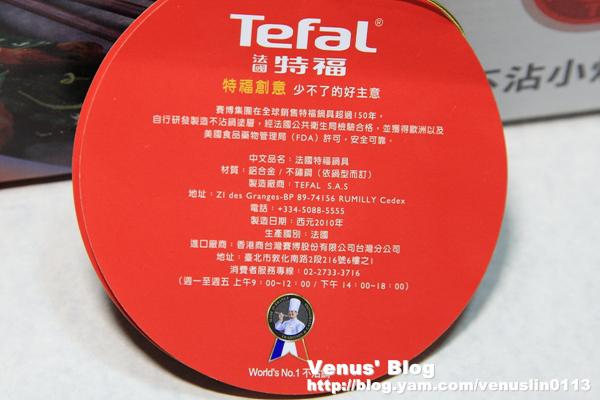 Tefal®
法國 特福
特福創意 少不了的好主意
賽博集團在全球銷售特福鍋具超過150年,
自行研發製造不沾鍋塗層,經法國公共衛生局檢驗合格,並獲得歐洲以及
美國食品藥物管理局(FDA)許可,安全可靠。
中文品名:法國特福鍋具
材質:鋁合金/不鏽鋼(依鍋型而訂)
製造廠商:TEFAL S.A.S
地址:ZI des Granges-BP 89-74156 RUMILLY Cedex
電話:+334-5088-5555
製造日期:西元2010年
生產國別:法國
進口廠商:香港商台灣賽博股份有限公司台灣分公司
地址:臺北市敦化南路2段216號6樓之1
消費者服務專線:02-2733-3716
(週一至週五 上午9:00~12:00 / 下午 14:00~18:00)
World's No.1 不沾鍋
不沾小
Venus' Blog
http://blog.yam.com/venuslin0113